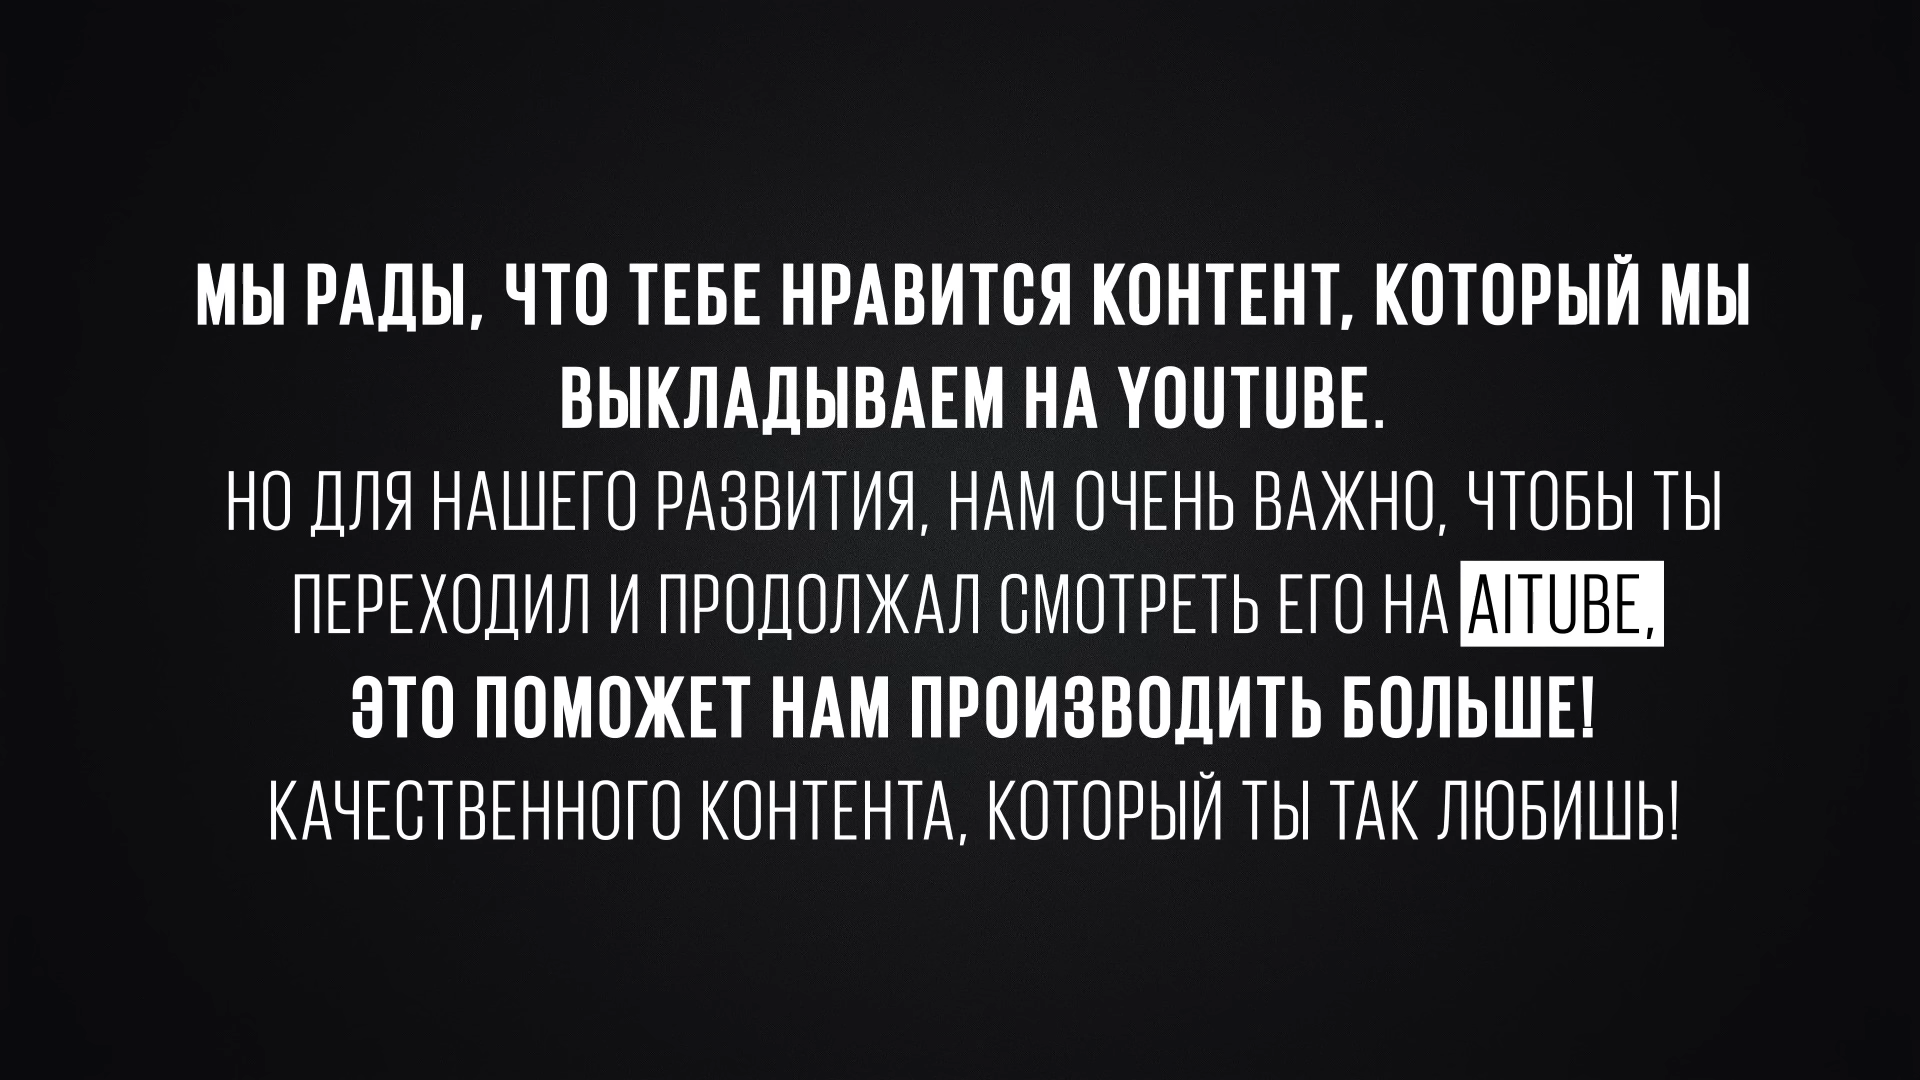 МЫ РАДЫ, ЧТО ТЕБЕ НРАВИТСЯ КОНТЕНТ, КОТОРЫЙ МЫ
ВЫКЛАДЫВАЕМ НА YOUTUBE.
НО ДЛЯ НАШЕГО РАЗВИТИЯ, НАМ ОЧЕНЬ ВАЖНО, ЧТОБЫ ТЫ
ПЕРЕХОДИЛ И ПРОДОЛЖАЛ СМОТРЕТЬ ЕГО НА AITUBE,
ЭТО ПОМОЖЕТ НАМ ПРОИЗВОДИТЬ БОЛЬШЕ!
КАЧЕСТВЕННОГО КОНТЕНТА, КОТОРЫЙ ТЫ ТАК ЛЮБИШЬ!